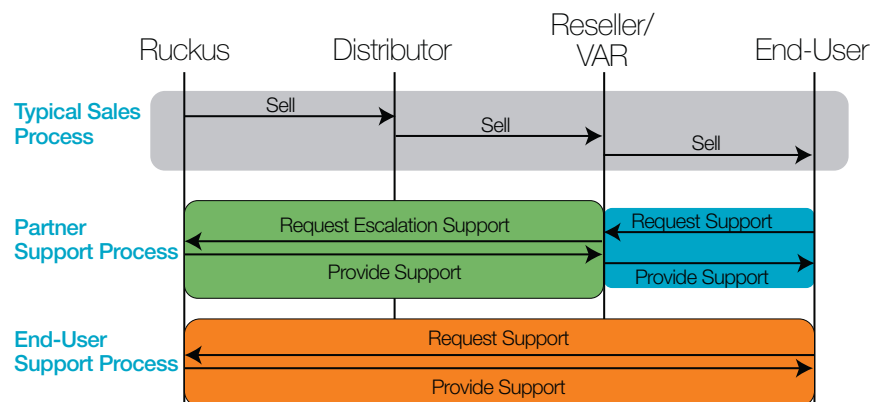 Ruckus
Distributor
Reseller/
VAR
End-User
Typical Sales
Process
Sell
Sell
Sell
Partner
Support Process
Request Escalation Support
Provide Support
Request Support
Provide Support
End-User
Support Process
Request Support
Provide Support